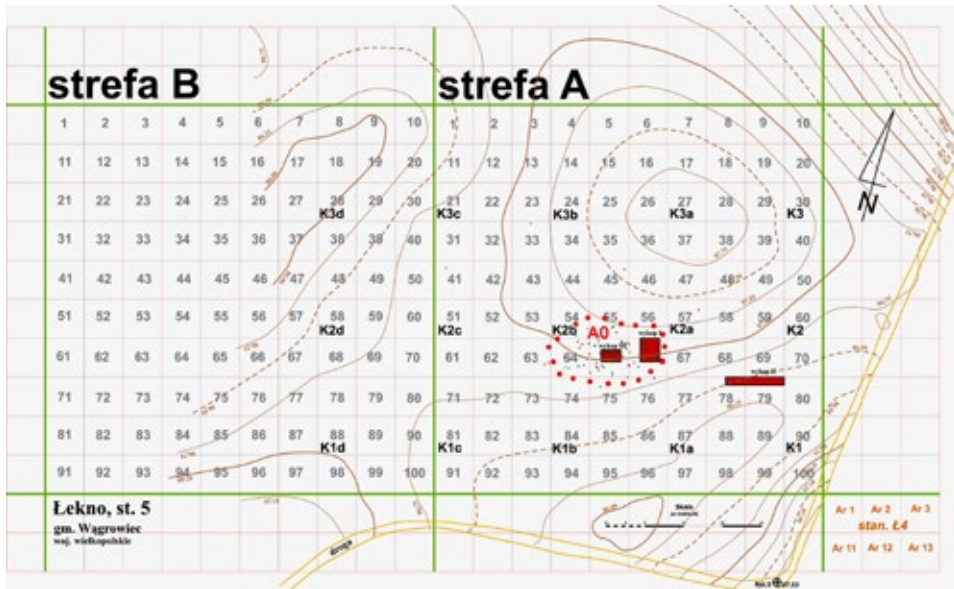 strefa B strefa A
1 2 3 4 5 6 7 8 9 10 1 2 3 4 5 6 7 8 9 10
11 12 13 14 15 16 17 18 19 20 11 12 13 14 15 16 17 18 19 20
21 22 23 24 25 26 27 28 29 30 21 22 23 24 25 26 27 28 29 30
K3d K3c K3b K3a K3
N
31 32 33 34 35 36 37 38 39 40 31 32 33 34 35 36 37 38 39 40
41 42 43 44 45 46 47 48 49 50 41 42 43 44 45 46 47 48 49 50
51 52 53 54 55 56 57 58 59 60 51 52 53 54 55 56 57 58 59 60
K2d K2c K2b A0 K2a K2
61 62 63 64 65 66 67 68 69 70 61 62 63 64 67 68 69 70
71 72 73 74 75 76 77 78 79 80 71 72 73 74 75 76 77 78 79 80
81 82 83 84 85 86 87 88 89 90 81 82 83 84 85 86 87 88 89 90
K1d K1c K1b K1a K1
91 92 93 94 95 96 97 98 99 100 91 92 93 94 95 96 97 98 99 100
Łekno, st. 5
gm. Wągrowiec
woj. wielkopolskie
droga
Skala
Ar 1 Ar 2 Ar 3
stan. Ł4
Ar 11 Ar 12 Ar 13